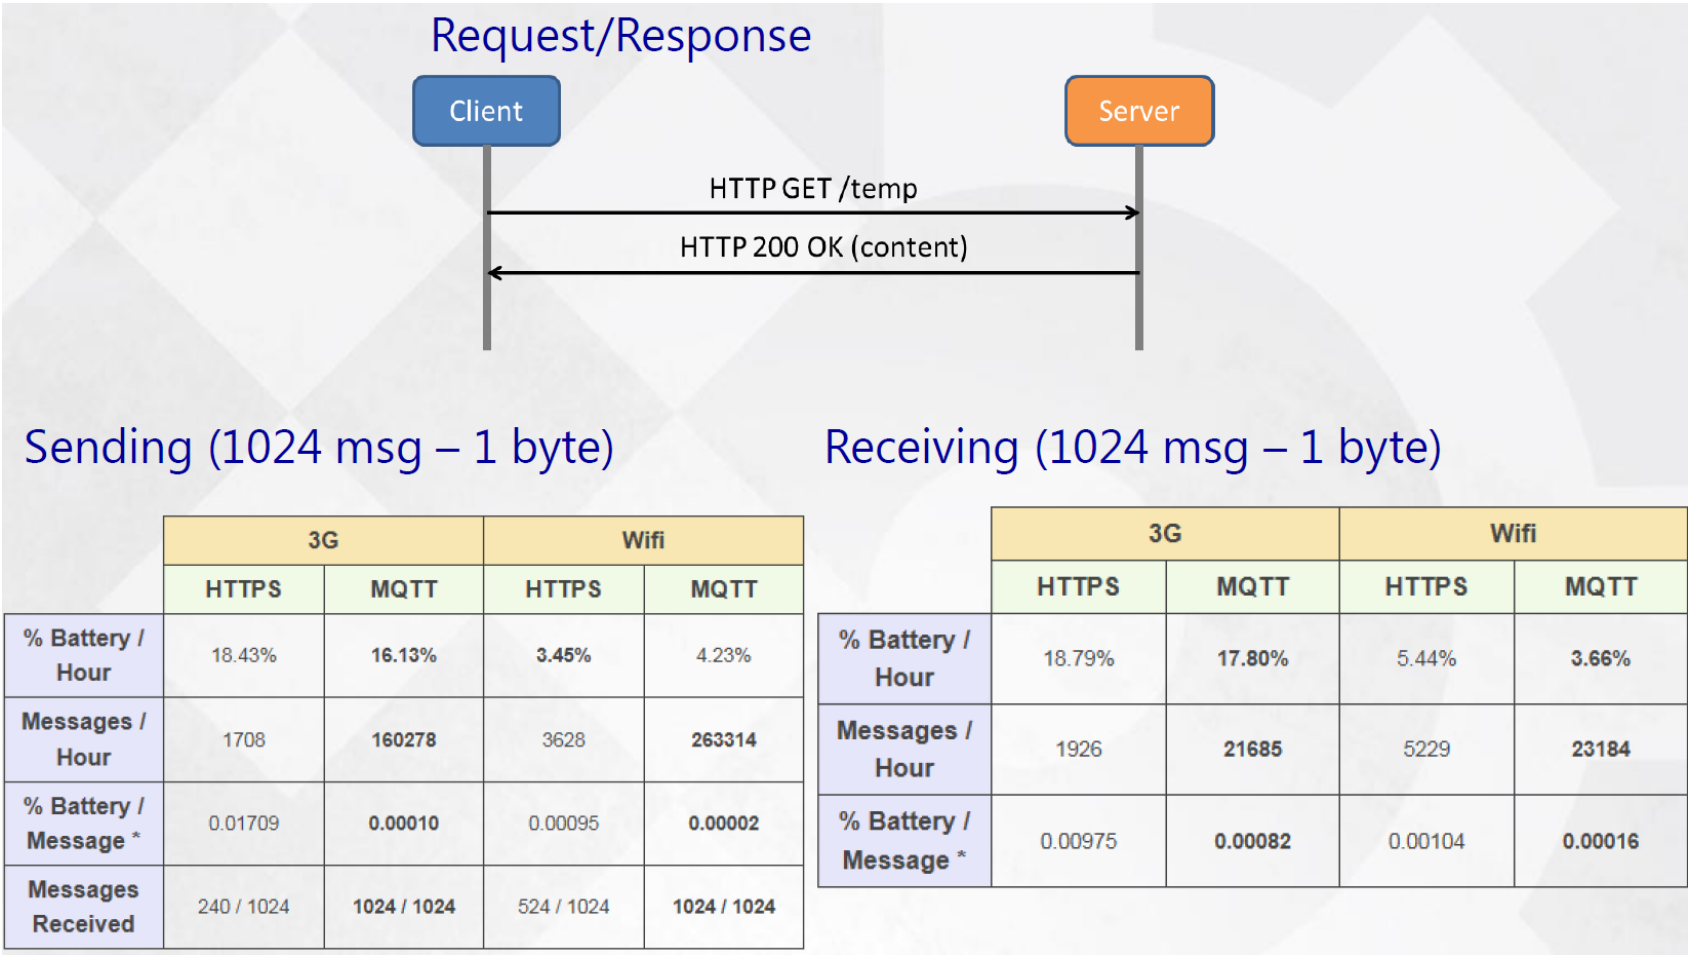 Request/Response
Client
Server
HTTP GET /temp
HTTP 200 OK (content)
Sending (1024 msg – 1 byte)
3G Wifi
HTTPS MQTT HTTPS MQTT
% Battery /
Hour
18.43% 16.13% 3.45% 4.23%
Messages /
Hour
1708 160278 3628 263314
% Battery /
Message *
0.01709 0.00010 0.00095 0.00002
Messages
Received
240 / 1024 1024 / 1024 524 / 1024 1024 / 1024
Receiving (1024 msg – 1 byte)
3G Wifi
HTTPS MQTT HTTPS MQTT
% Battery /
Hour
18.79% 17.80% 5.44% 3.66%
Messages /
Hour
1926 21685 5229 23184
% Battery /
Message *
0.00975 0.00082 0.00104 0.00016